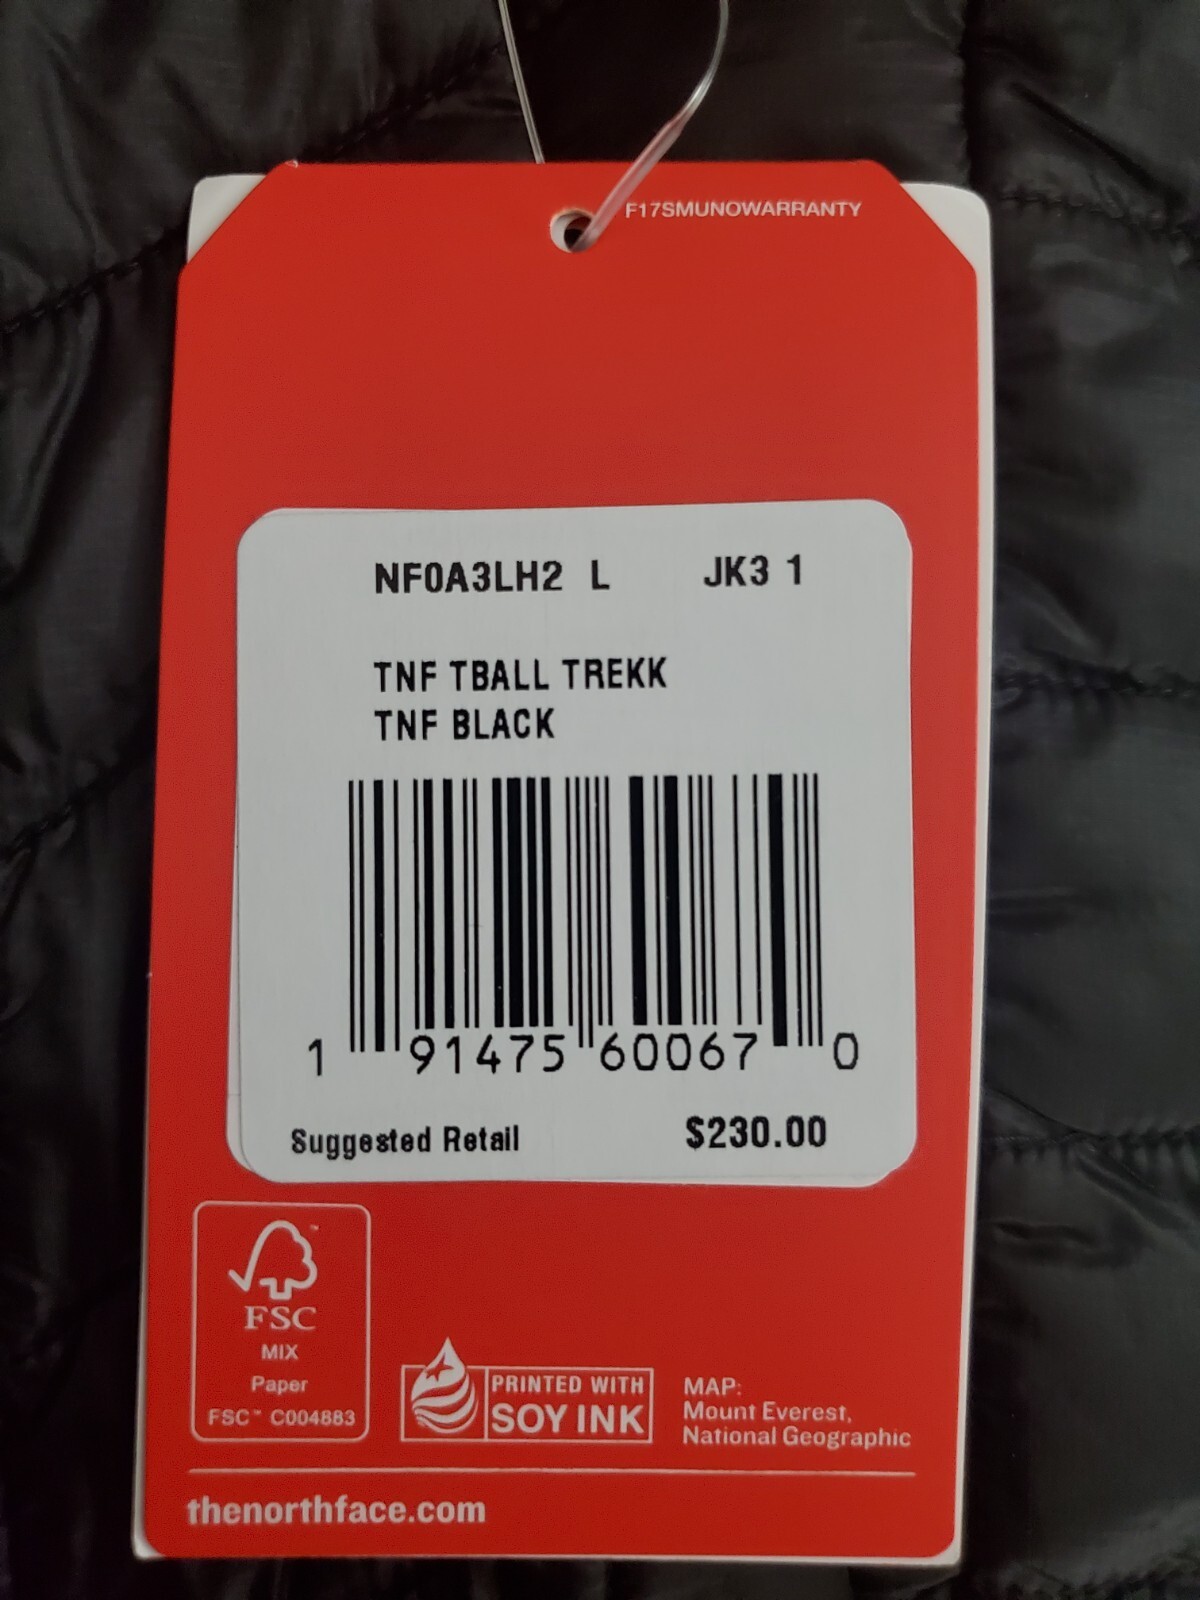 F17SMUNOWARRANTY
NF0A3LH2 L JK3 1
TNF TBALL TREKK
TNF BLACK
1 91475 60067 0
Suggested Retail $230.00
FSC
MIX
Paper
FSC™ C004883
PRINTED WITH
SOY INK
MAP:
Mount Everest,
National Geographic
thenorthface.com